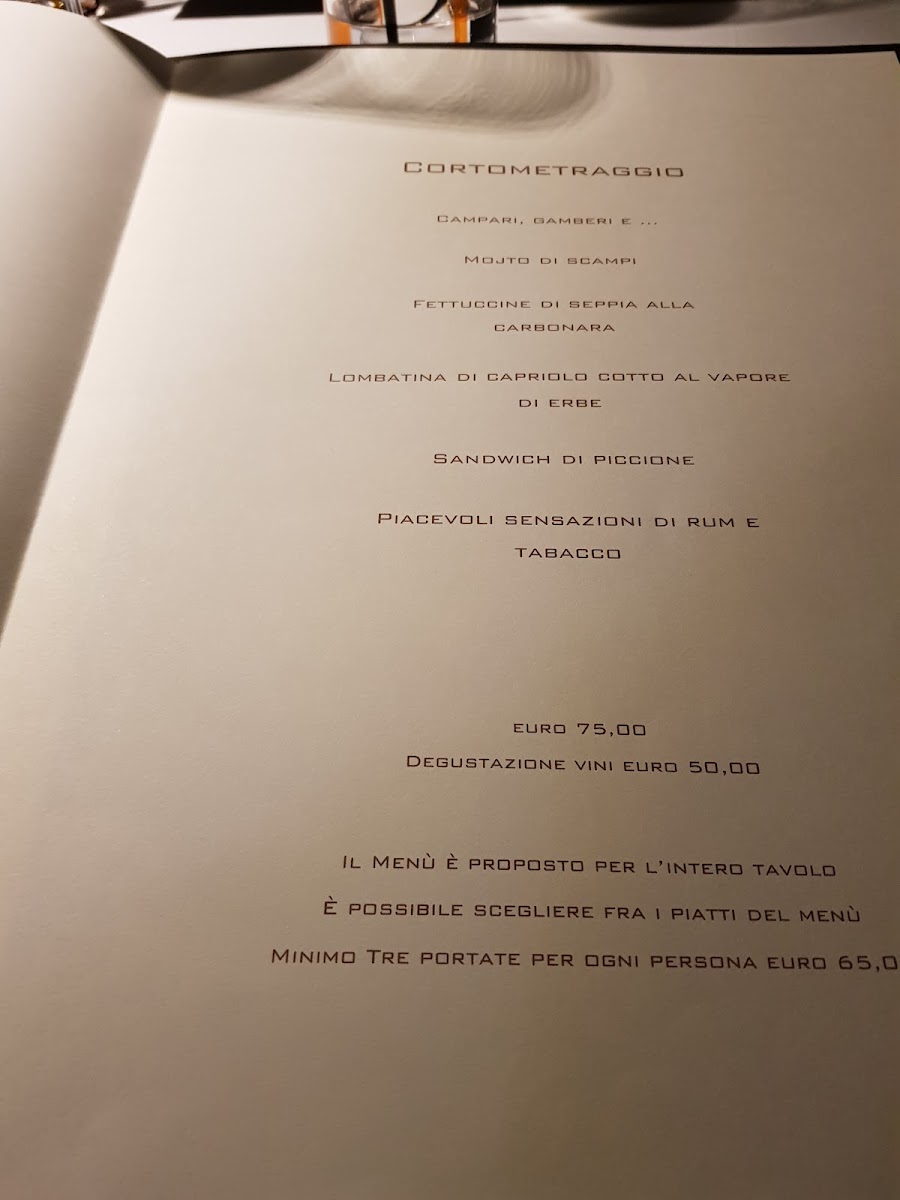 Cortometraggio
Campari, gamberi e ...
Mojto di scampi
Fettuccine di seppia alla
carbonara
Lombatina di capriolo cotto al vapore
di erbe
Sandwich di piccione
Piacevoli sensazioni di rum e
tabacco
euro 75,00
Degustazione vini euro 50,00
Il Menù è proposto per l'intero tavolo
È possibile scegliere fra i piatti del menù
Minimo Tre portate per ogni persona euro 65,0